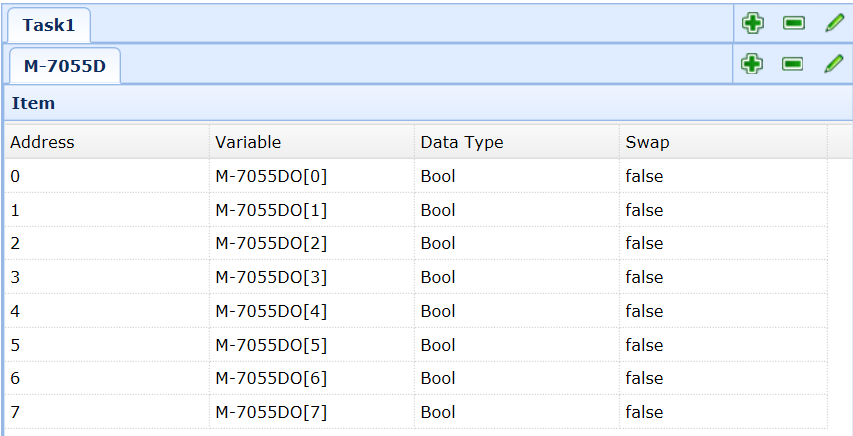 Task1
M-7055D
Item
Address Variable Data Type Swap
0 M-7055DO[0] Bool false
1 M-7055DO[1] Bool false
2 M-7055DO[2] Bool false
3 M-7055DO[3] Bool false
4 M-7055DO[4] Bool false
5 M-7055DO[5] Bool false
6 M-7055DO[6] Bool false
7 M-7055DO[7] Bool false